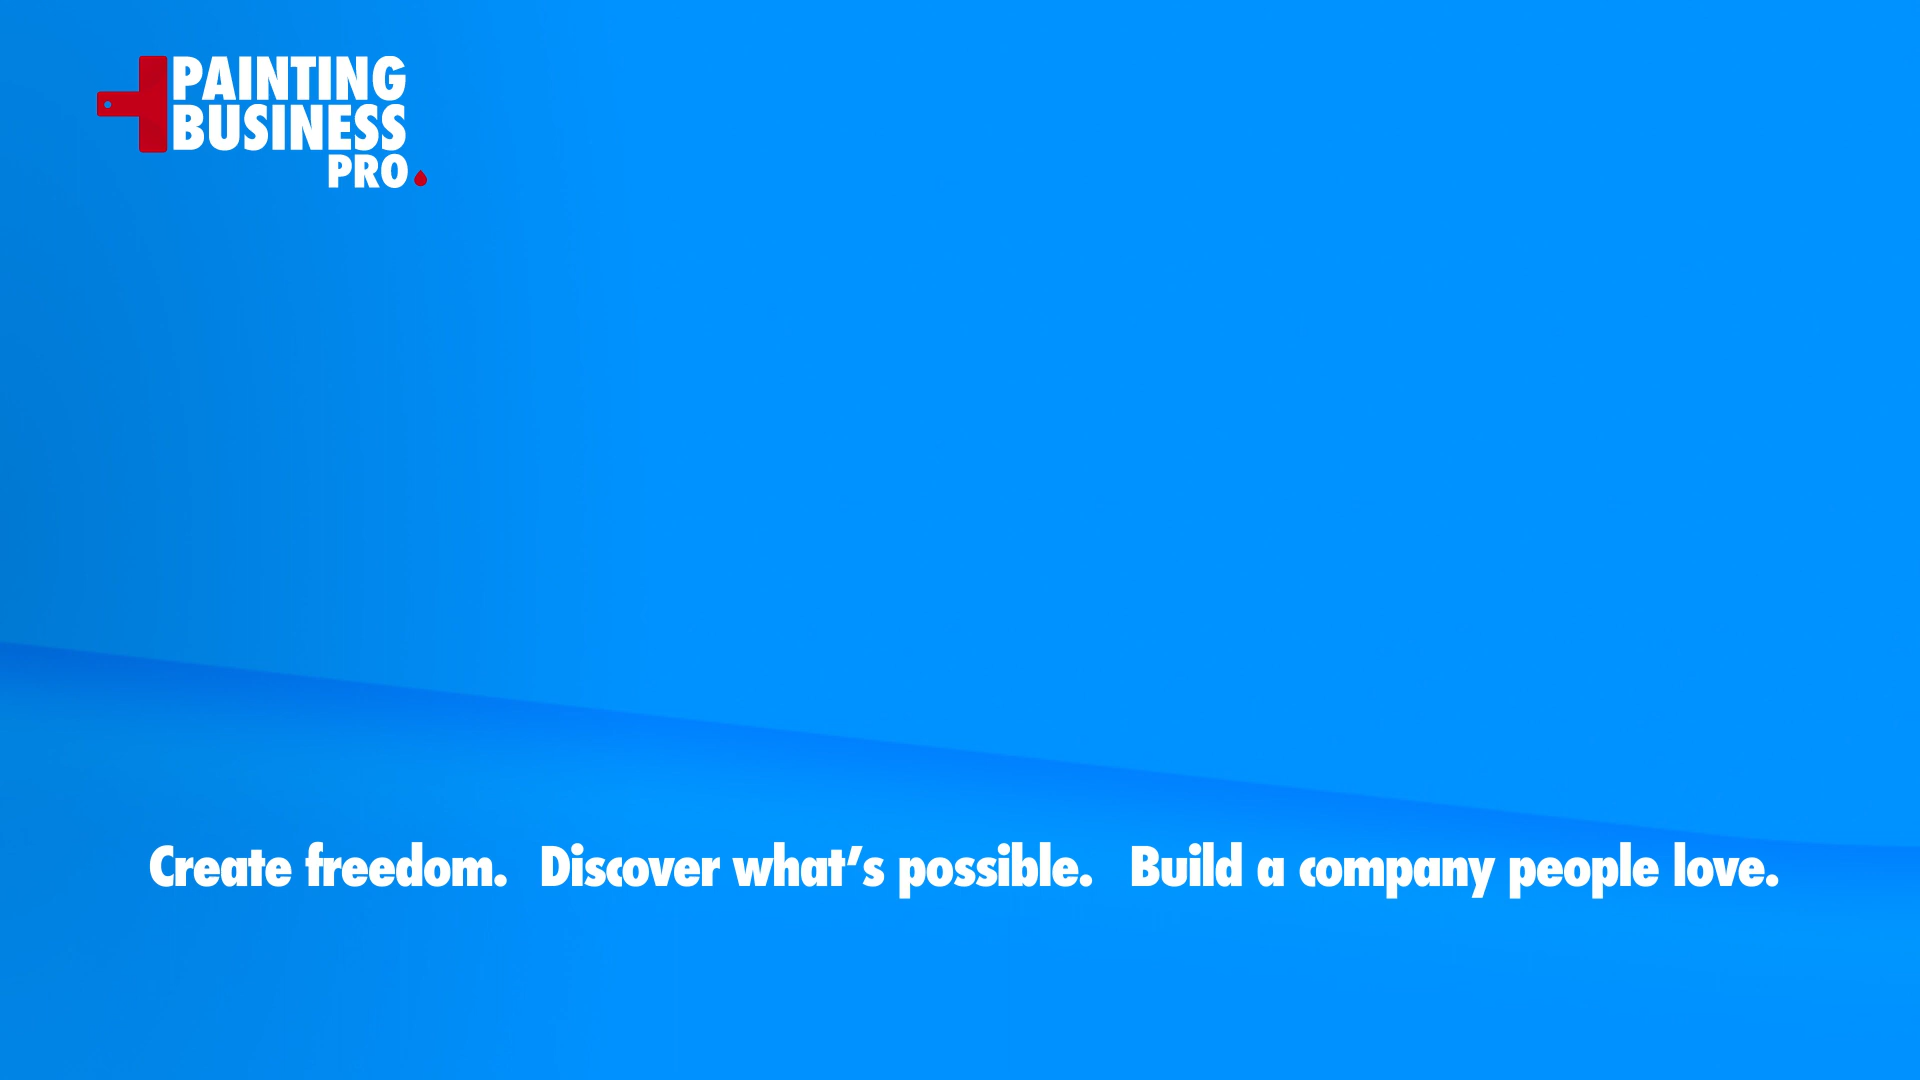 PAINTING
BUSINESS
PRO.
Create freedom. Discover what’s possible. Build a company people love.